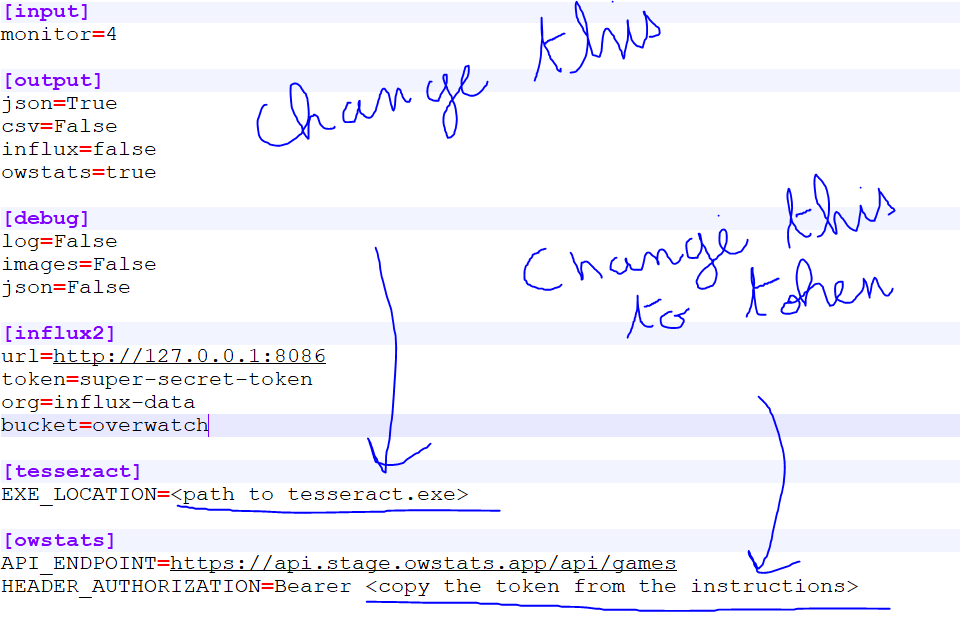 [input]
monitor=4
[output]
json=True
csv=False
influx=false
owstats=true
[debug]
log=False
images=False
json=False
[influx2]
url=http://127.0.0.1:8086
token=super-secret-token
org=influx-data
bucket=overwatch
[tesseract]
EXE_LOCATION=<path to tesseract.exe>
[owstats]
API_ENDPOINT=https://api.stage.owstats.app/api/games
HEADER_AUTHORIZATION=Bearer <copy the token from the instructions>
change this
change this
to token